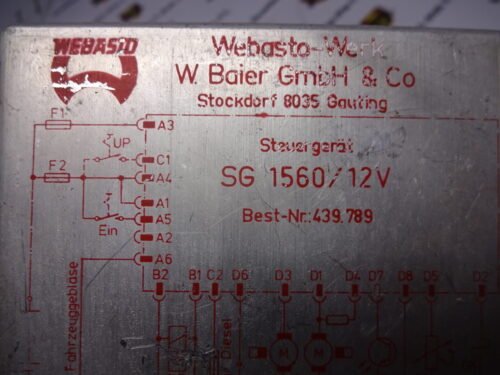 WEBASTO
Webasto-Werk
W. Baier GmbH & Co
Stockdorf 8035 Gauting
Steuergerät
SG 1560/12V
Best-Nr.:439.789
F1
A3
UP
C1
F2
A4
A1
A5
Ein
A2
A6
B2 B1 C2 D6 D3 D1 D4 D7 D8 D5 D2
Fahrzeuggebläse
Diesel
M M